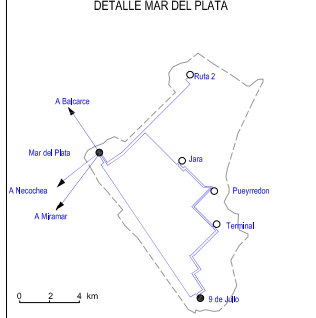 DETALLE MAR DEL PLATA
Ruta 2
A Balcarce
Mar del Plata
Jara
A Necochea
Pueyrredon
A Miramar
Terminal
9 de Julio
0 2 4 km